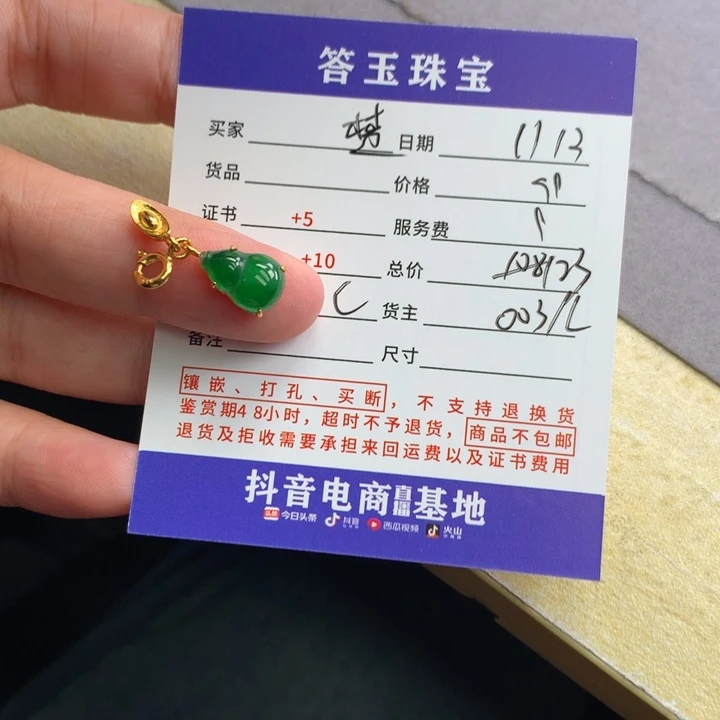 答玉珠宝
买家 日期 11 13
货品 价格
证书 +5 服务费
+10 总价
C 货主
备注 尺寸
镶嵌、打孔、买断,不支持退换货
鉴赏期48小时,超时不予退货,商品不包邮
退货及拒收需要承担来回运费以及证书费用
抖音电商直播基地
头条 今日头条 抖音 西瓜视频 火山